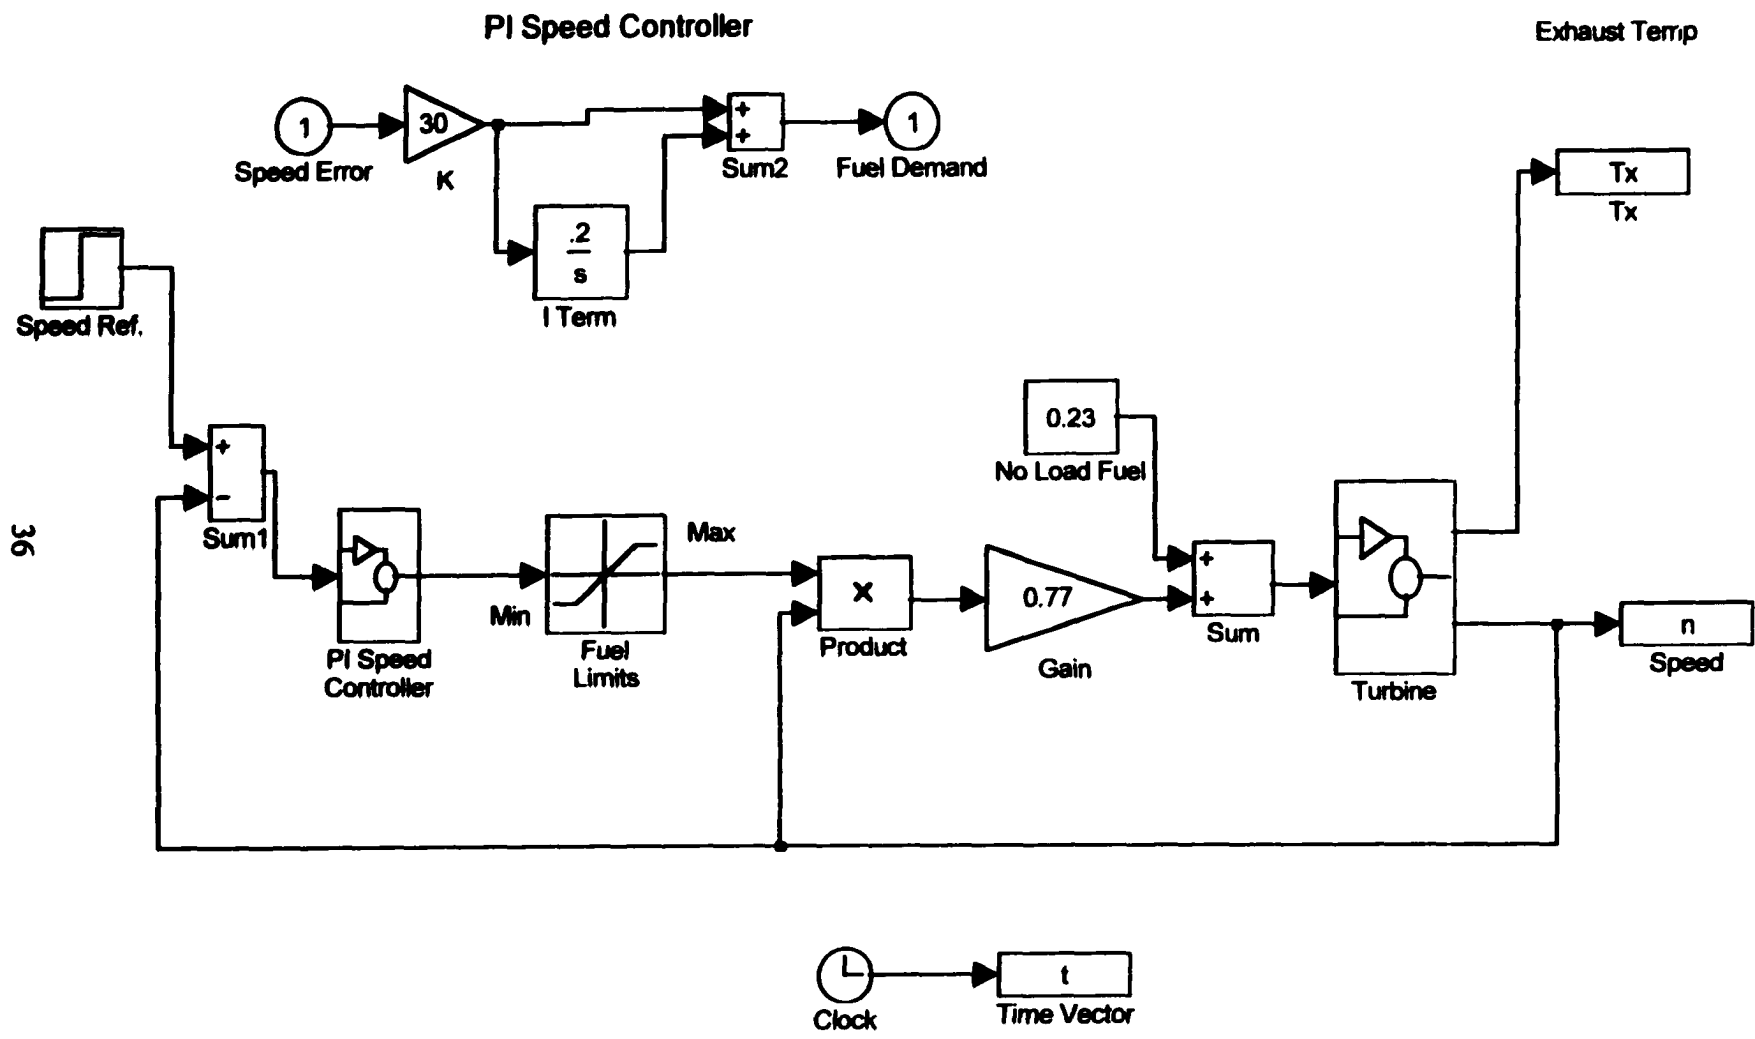 PI Speed Controller
Exhaust Temp
1
30
+
+
1
Speed Error
K
Sum2
Fuel Demand
Tx
Tx
.2
s
I Term
Speed Ref.
0.23
No Load Fuel
+
-
Sum1
36
Max
Min
PI Speed
Controller
Fuel
Limits
X
Product
0.77
Gain
+
+
Sum
Turbine
n
Speed
Clock
t
Time Vector